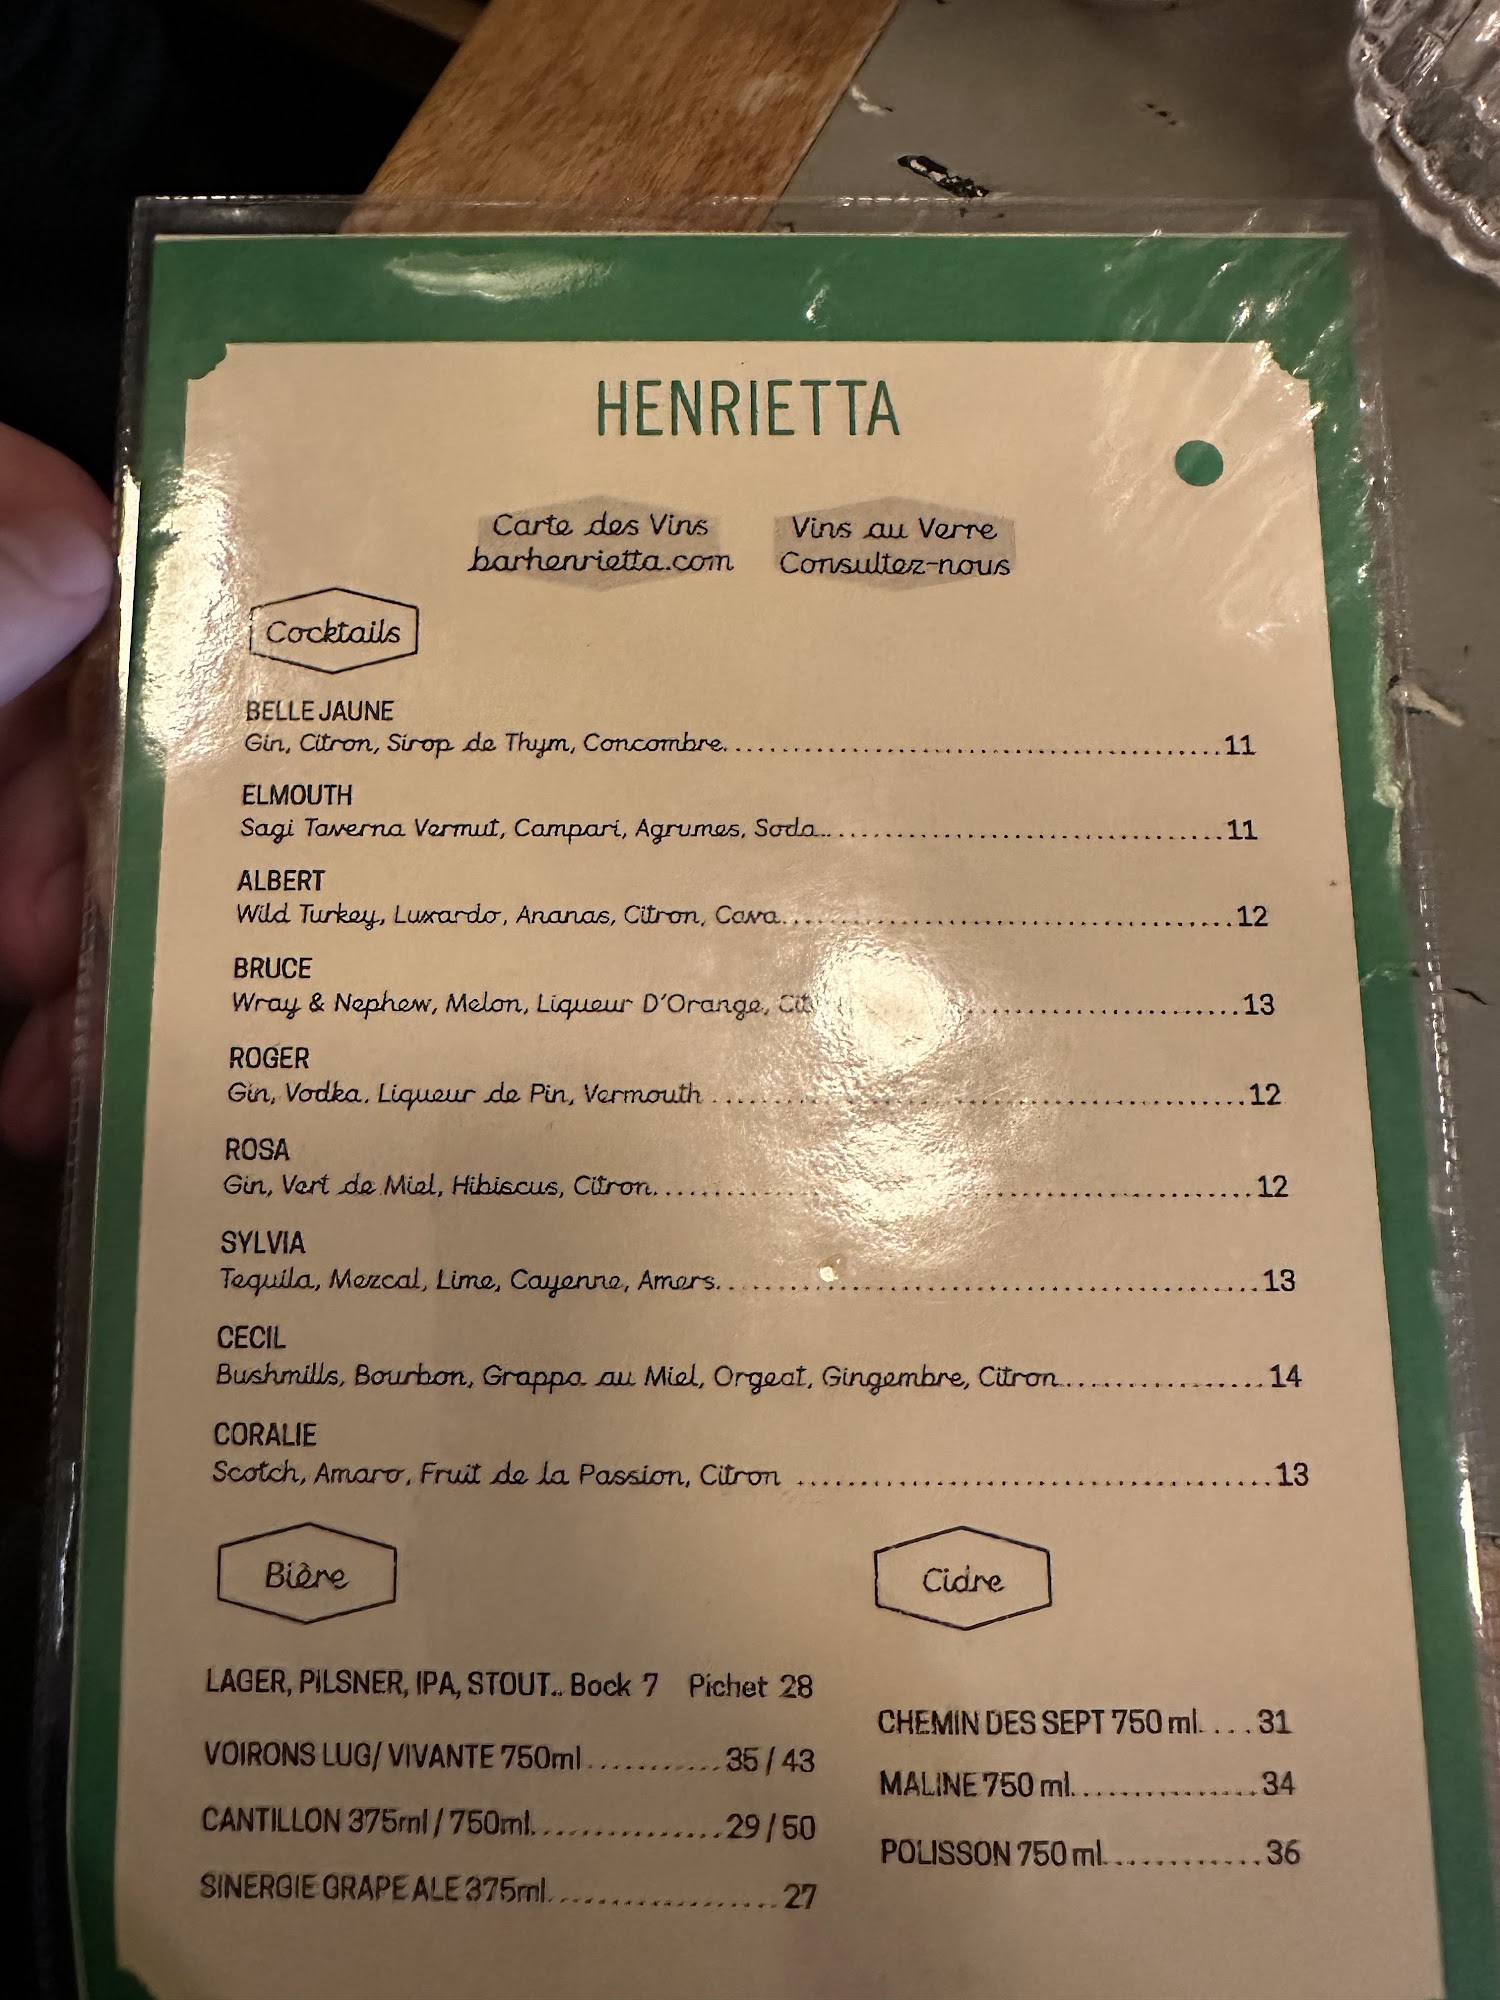 HENRIETTA
Carte des Vins
barhenrietta.com
Vins au Verre
Consultez-nous
Cocktails
BELLE JAUNE
Gin, Citron, Sirop de Thym, Concombre 11
ELMOUTH
Sagi Taverna Vermut, Campari, Agrumes, Soda 11
ALBERT
Wild Turkey, Luxardo, Ananas, Citron, Cava 12
BRUCE
Wray & Nephew, Melon, Liqueur D'Orange, 13
ROGER
Gin, Vodka, Liqueur de Pin, Vermouth 12
ROSA
Gin, Vert de Miel, Hibiscus, Citron 12
SYLVIA
Tequila, Mezcal, Lime, Cayenne, Amers 13
CECIL
Bushmills, Bourbon, Grappa au Miel, Orgeat, Gingembre, Citron 14
CORALIE
Scotch, Amaro, Fruit de la Passion, Citron 13
Bière
LAGER, PILSNER, IPA, STOUT.. Bock 7 Pichet 28
VOIRONS LUG/ VIVANTE 750ml 35 / 43
CANTILLON 375ml / 750ml 29 / 50
SINERGIE GRAPE ALE 375ml 27
Cidre
CHEMIN DES SEPT 750 ml 31
MALINE 750 ml 34
POLISSON 750 ml 36